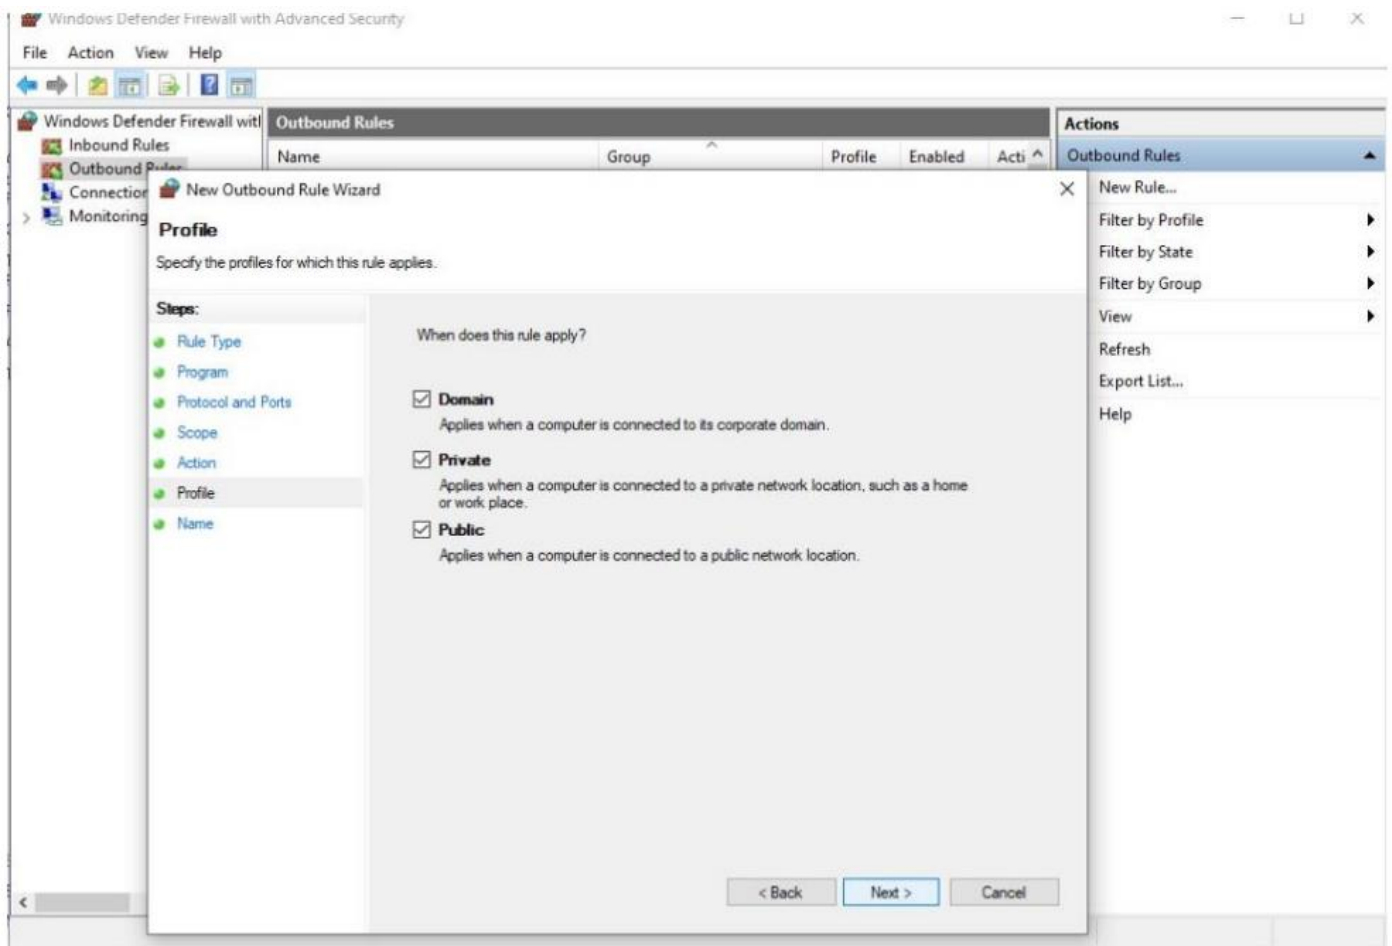 Windows Defender Firewall with Advanced Security
File Action View Help
Windows Defender Firewall witl
Inbound Rules
Outbound Rules
Connection
Monitoring
Outbound Rules
Name Group Profile Enabled Acti
Actions
Outbound Rules
New Rule...
Filter by Profile
Filter by State
Filter by Group
View
Refresh
Export List...
Help
New Outbound Rule Wizard
Profile
Specify the profiles for which this rule applies.
Steps:
Rule Type
Program
Protocol and Ports
Scope
Action
Profile
Name
When does this rule apply?
Domain
Applies when a computer is connected to its corporate domain.
Private
Applies when a computer is connected to a private network location, such as a home
or work place.
Public
Applies when a computer is connected to a public network location.
< Back Next > Cancel